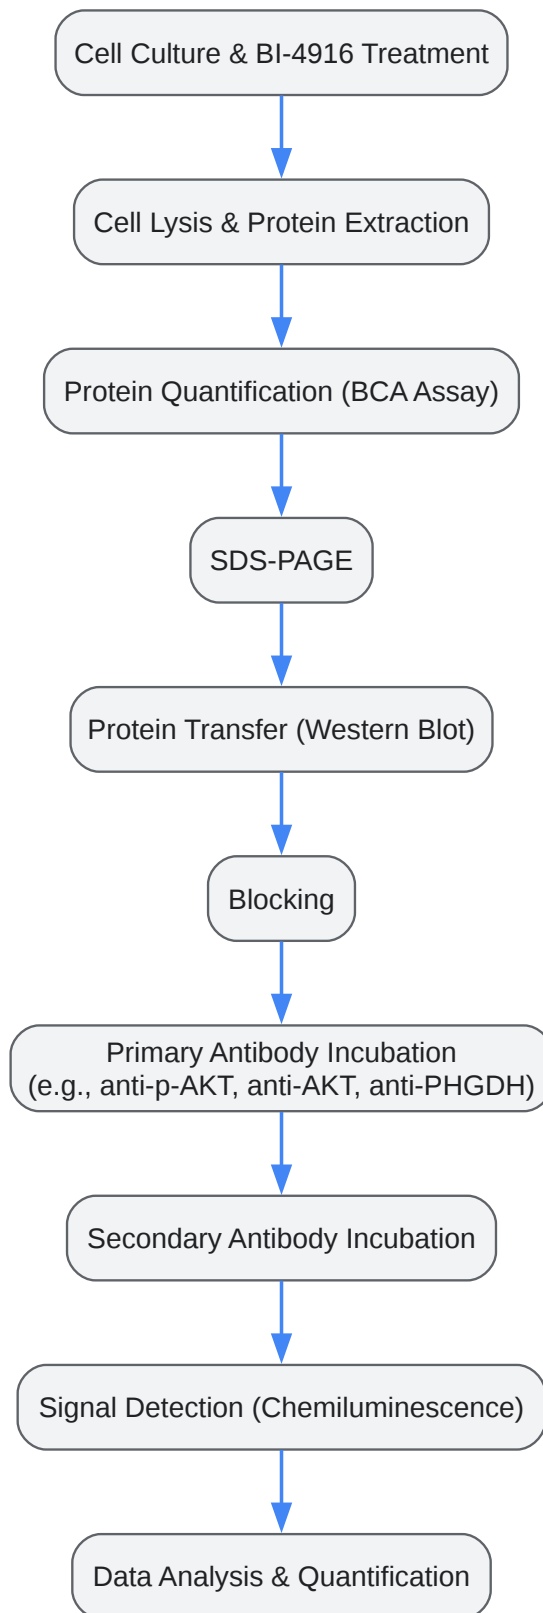 Cell Culture & BI-4916 Treatment
Cell Lysis & Protein Extraction
Protein Quantification (BCA Assay)
SDS-PAGE
Protein Transfer (Western Blot)
Blocking
Primary Antibody Incubation
(e.g., anti-p-AKT, anti-AKT, anti-PHGDH)
Secondary Antibody Incubation
Signal Detection (Chemiluminescence)
Data Analysis & Quantification